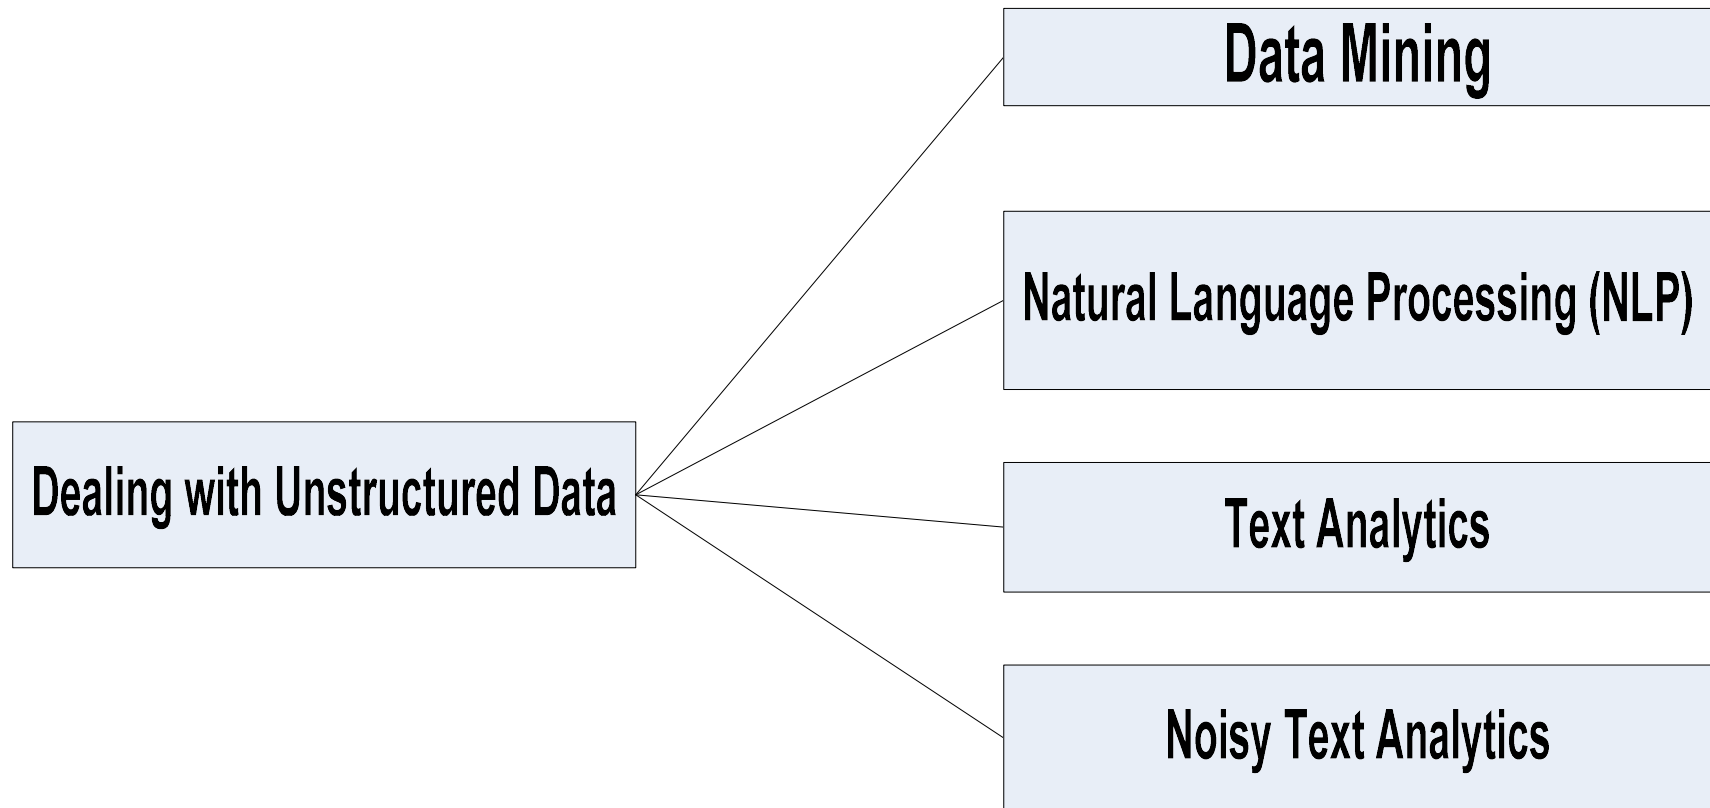 Data Mining
Natural Language Processing (NLP)
Dealing with Unstructured Data
Text Analytics
Noisy Text Analytics